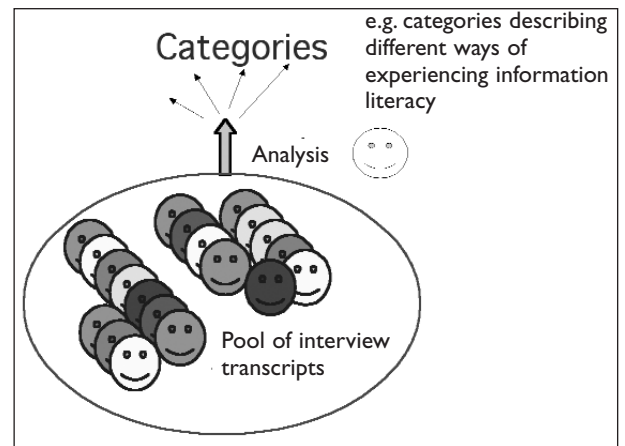 e.g. categories describing
different ways of
experiencing information
literacy
Categories
Analysis
Pool of interview
transcripts